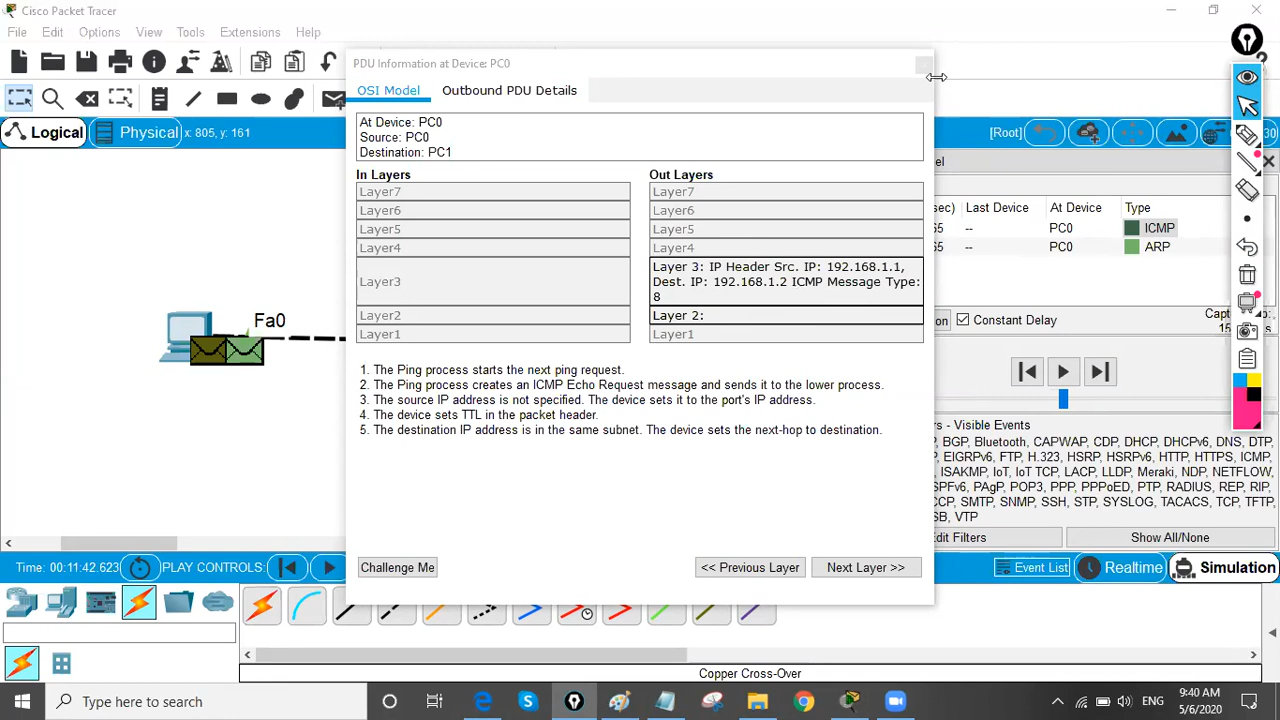 Cisco Packet Tracer
File Edit Options View Tools Extensions Help
PDU Information at Device: PC0
OSI Model Outbound PDU Details
Logical Physical x: 805, y: 161
[Root]
At Device: PC0
Source: PC0
Destination: PC1
In Layers Out Layers
Layer7 Layer7
Layer6 Layer6
Layer5 Layer5
Layer4 Layer4
Layer3
Layer 3: IP Header Src. IP: 192.168.1.1,
Dest. IP: 192.168.1.2 ICMP Message Type:
8
Layer2 Layer 2:
Layer1 Layer1
1. The Ping process starts the next ping request.
2. The Ping process creates an ICMP Echo Request message and sends it to the lower process.
3. The source IP address is not specified. The device sets it to the port's IP address.
4. The device sets TTL in the packet header.
5. The destination IP address is in the same subnet. The device sets the next-hop to destination.
Challenge Me << Previous Layer Next Layer >>
Fa0
sec) Last Device At Device Type
65 -- PC0 ICMP
65 -- PC0 ARP
Constant Delay
- Visible Events
BGP, Bluetooth, CAPWAP, CDP, DHCP, DHCPv6, DNS, DTP,
EIGRPv6, FTP, H.323, HSRP, HSRPv6, HTTP, HTTPS, ICMP,
ISAKMP, IoT, IoT TCP, LACP, LLDP, Meraki, NDP, NETFLOW,
PAgP, POP3, PPP, PPPoED, PTP, RADIUS, REP, RIP,
SMTP, SNMP, SSH, STP, SYSLOG, TACACS, TCP, TFTP,
VTP
Edit Filters Show All/None
Time: 00:11:42.623 PLAY CONTROLS: Event List Realtime Simulation
Copper Cross-Over
Type here to search
ENG
9:40 AM
5/6/2020